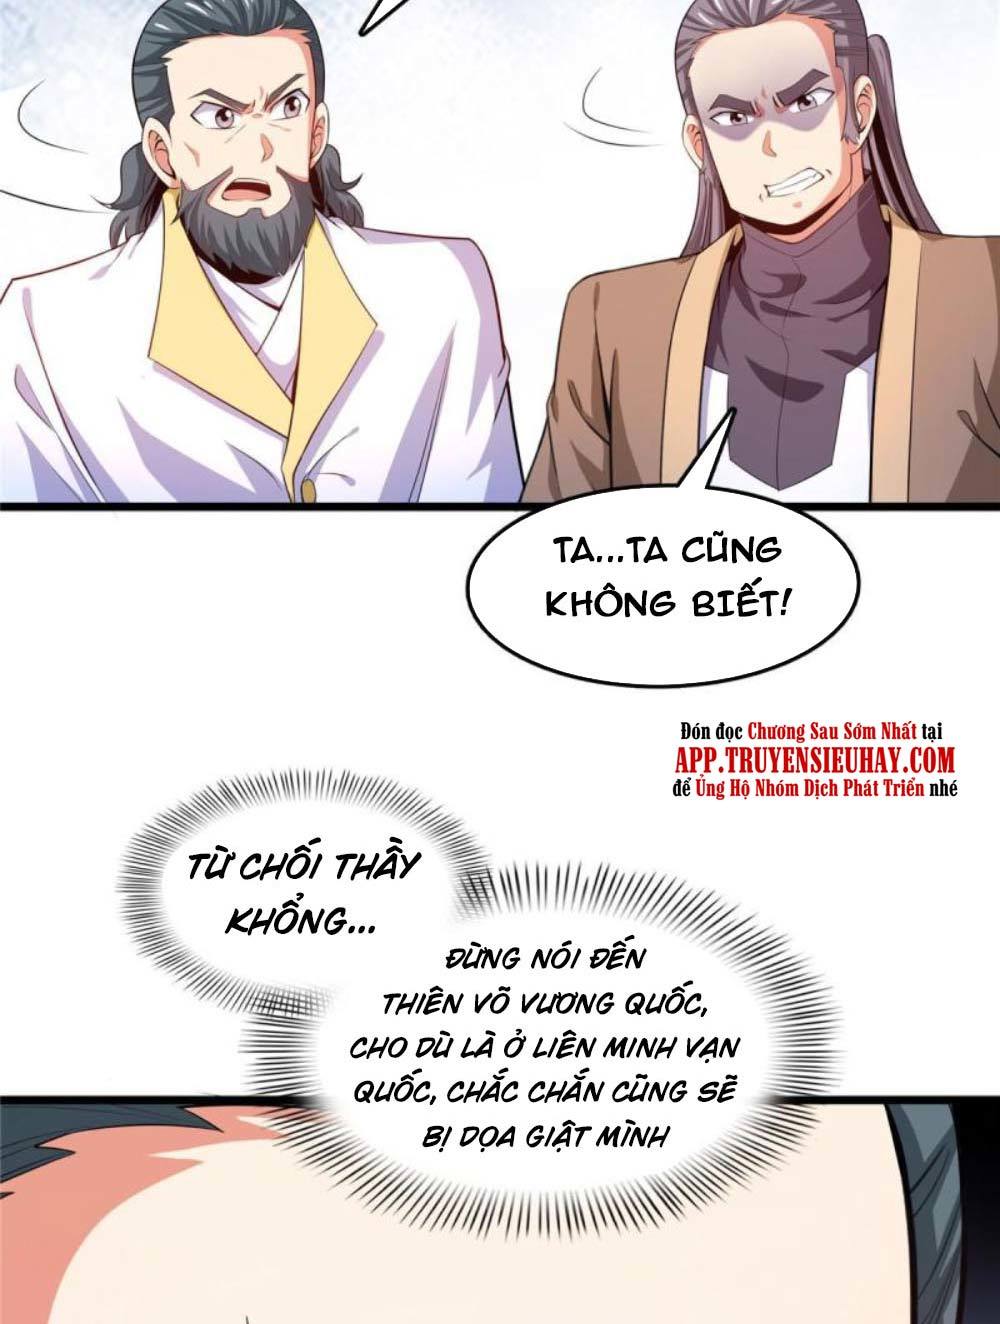 TA...TA CŨNG
KHÔNG BIẾT!
Đón đọc Chương Sau Sớm Nhất tại
APP.TRUYENSIEUHAY.COM
để Ủng Hộ Nhóm Dịch Phát Triển nhé
TỪ CHỐI THẦY
KHỔNG...
ĐỪNG NÓI ĐẾN
THIÊN VÕ VƯƠNG QUỐC,
CHO DÙ LÀ Ở LIÊN MINH VẠN
QUỐC, CHẮC CHẮN CŨNG SẼ
BỊ DỌA GIẬT MÌNH